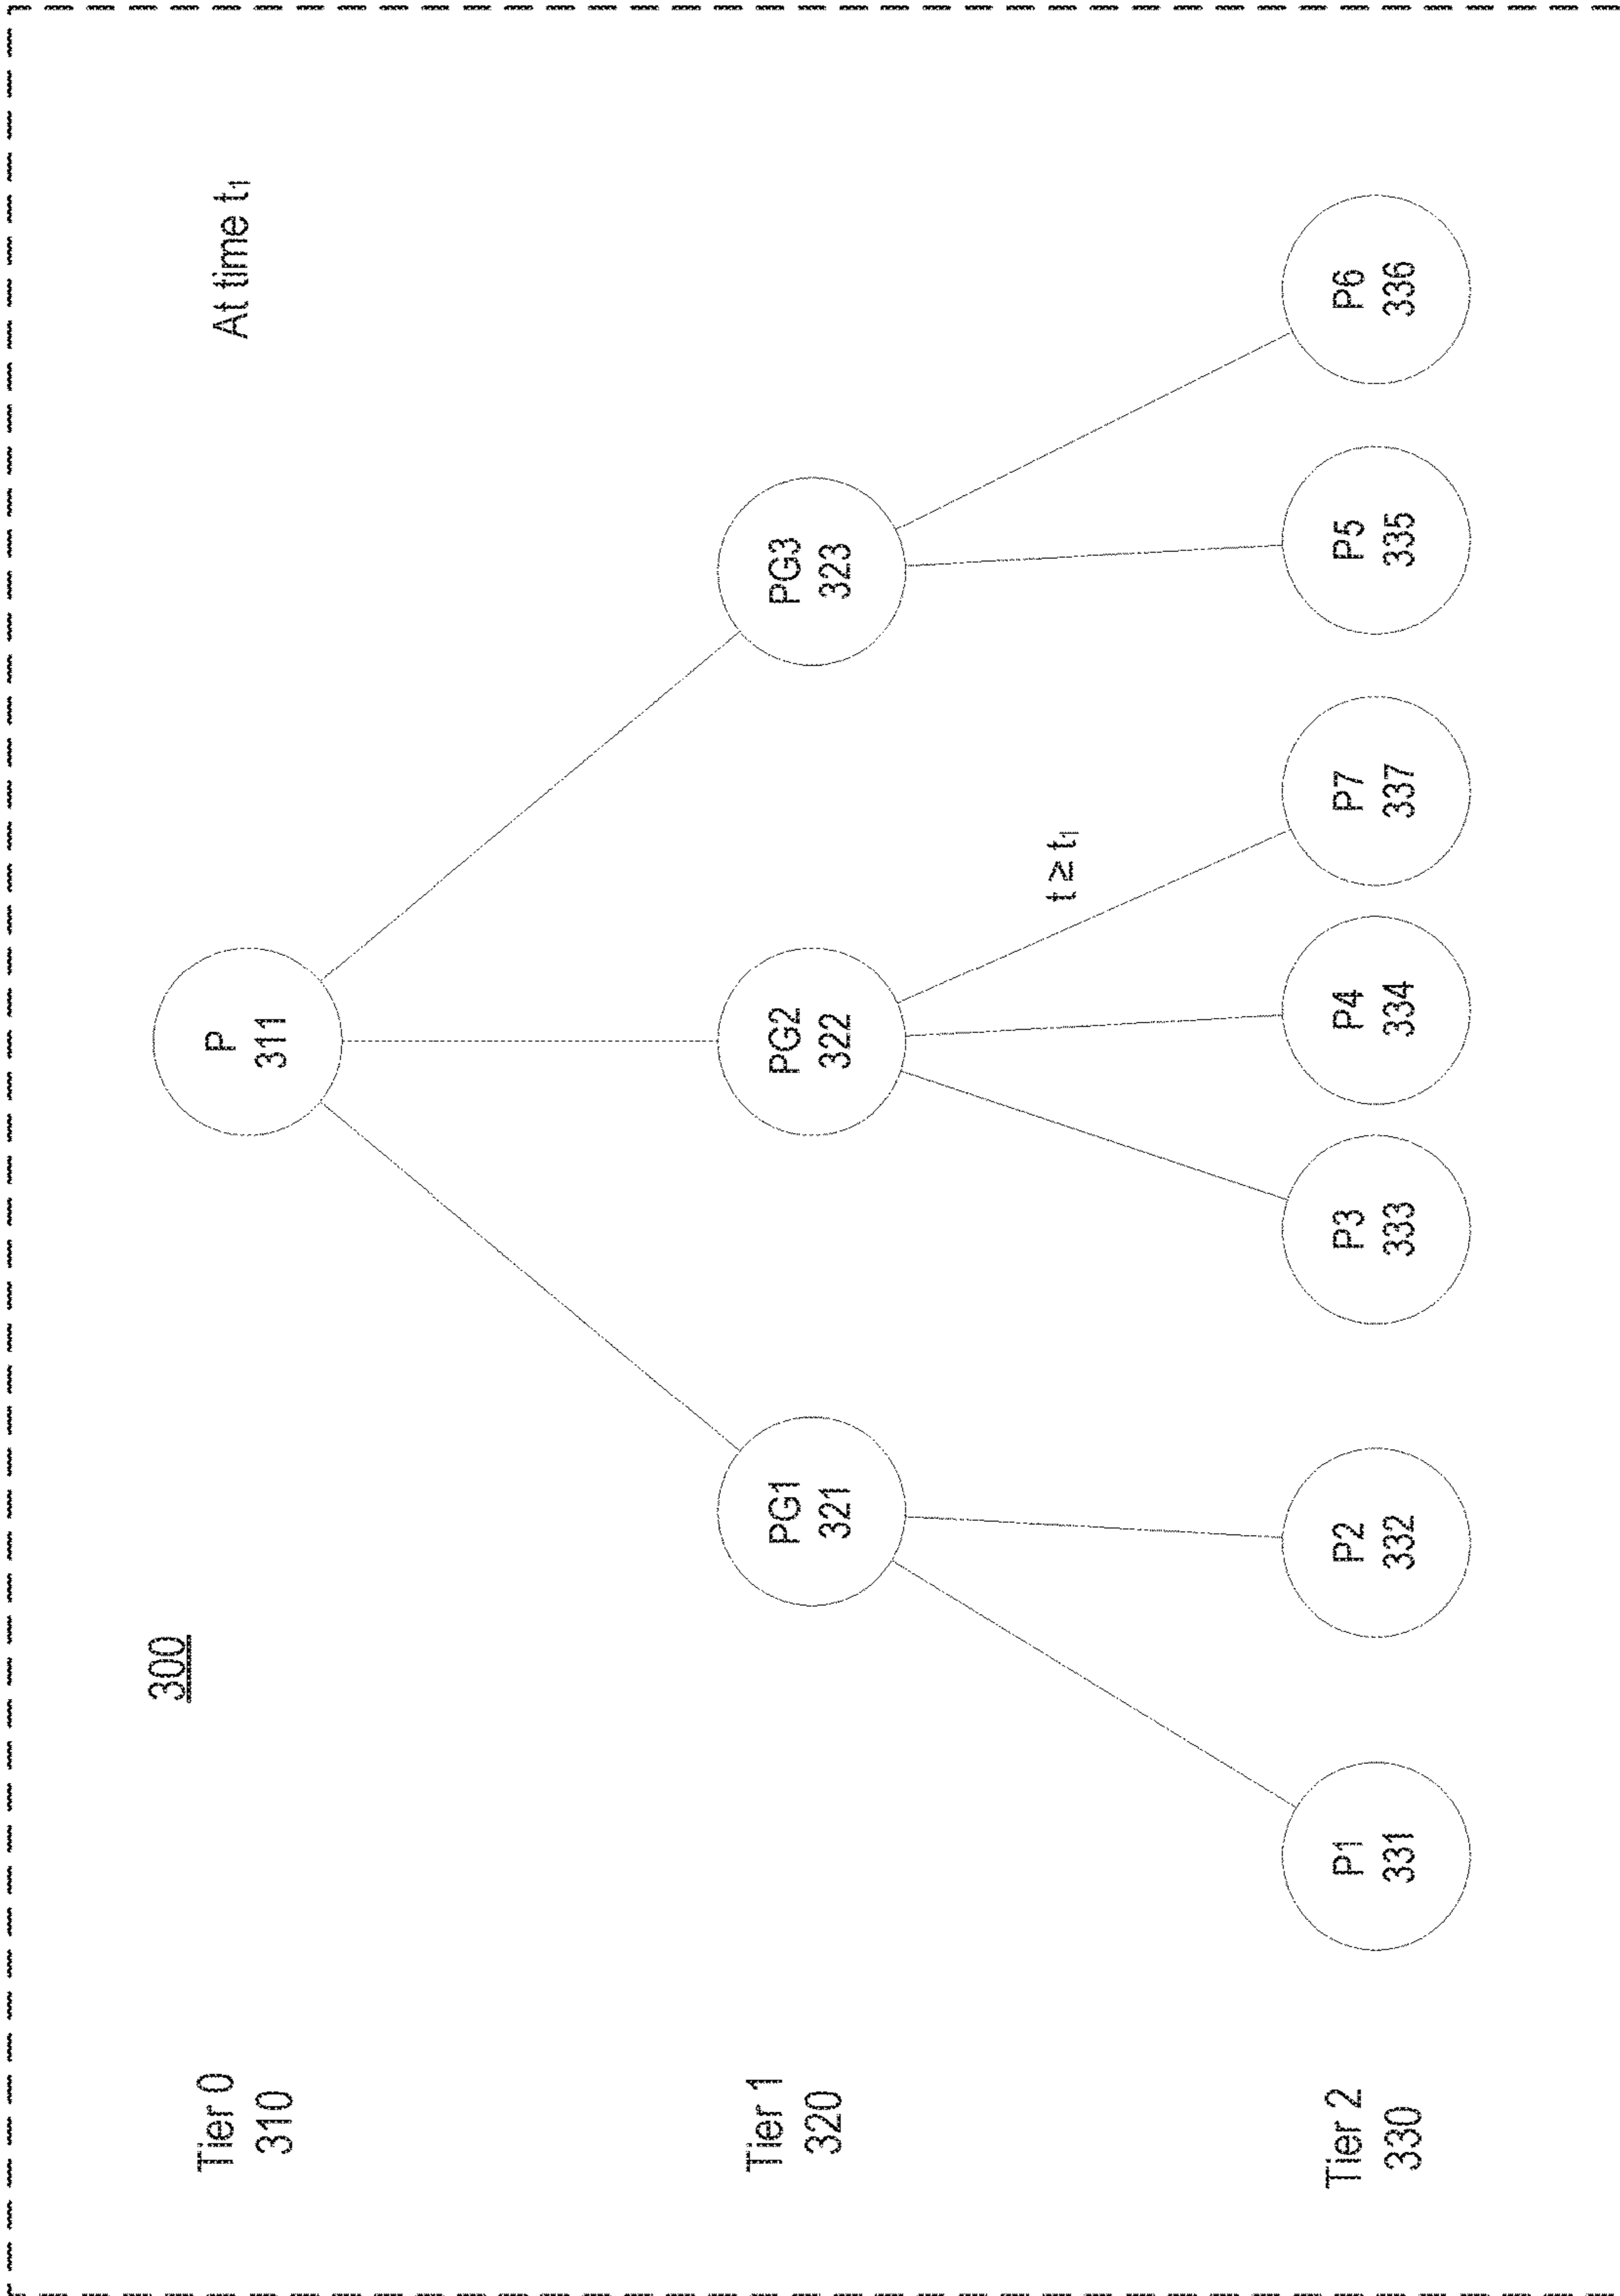 300
At time t₁
Tier 0
310
P
311
Tier 1
320
PG1
321
PG2
322
PG3
323
t ≥ t₁
Tier 2
330
P1
331
P2
332
P3
333
P4
334
P7
337
P5
335
P6
336